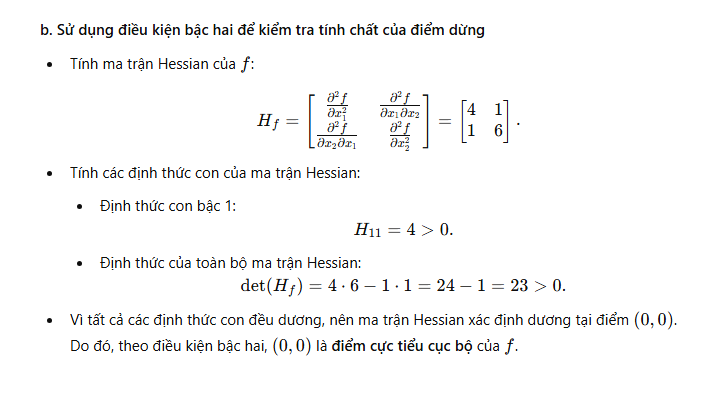 b. Sử dụng điều kiện bậc hai để kiểm tra tính chất của điểm dừng
• Tính ma trận Hessian của f:
H_f = [ ∂²f/∂x₁² ∂²f/∂x₁∂x₂ ; ∂²f/∂x₂∂x₁ ∂²f/∂x₂² ] = [ 4 1 ; 1 6 ] .
• Tính các định thức con của ma trận Hessian:
• Định thức con bậc 1:
H₁₁ = 4 > 0.
• Định thức của toàn bộ ma trận Hessian:
det(H_f) = 4 · 6 − 1 · 1 = 24 − 1 = 23 > 0.
• Vì tất cả các định thức con đều dương, nên ma trận Hessian xác định dương tại điểm (0, 0).
Do đó, theo điều kiện bậc hai, (0, 0) là điểm cực tiểu cục bộ của f.